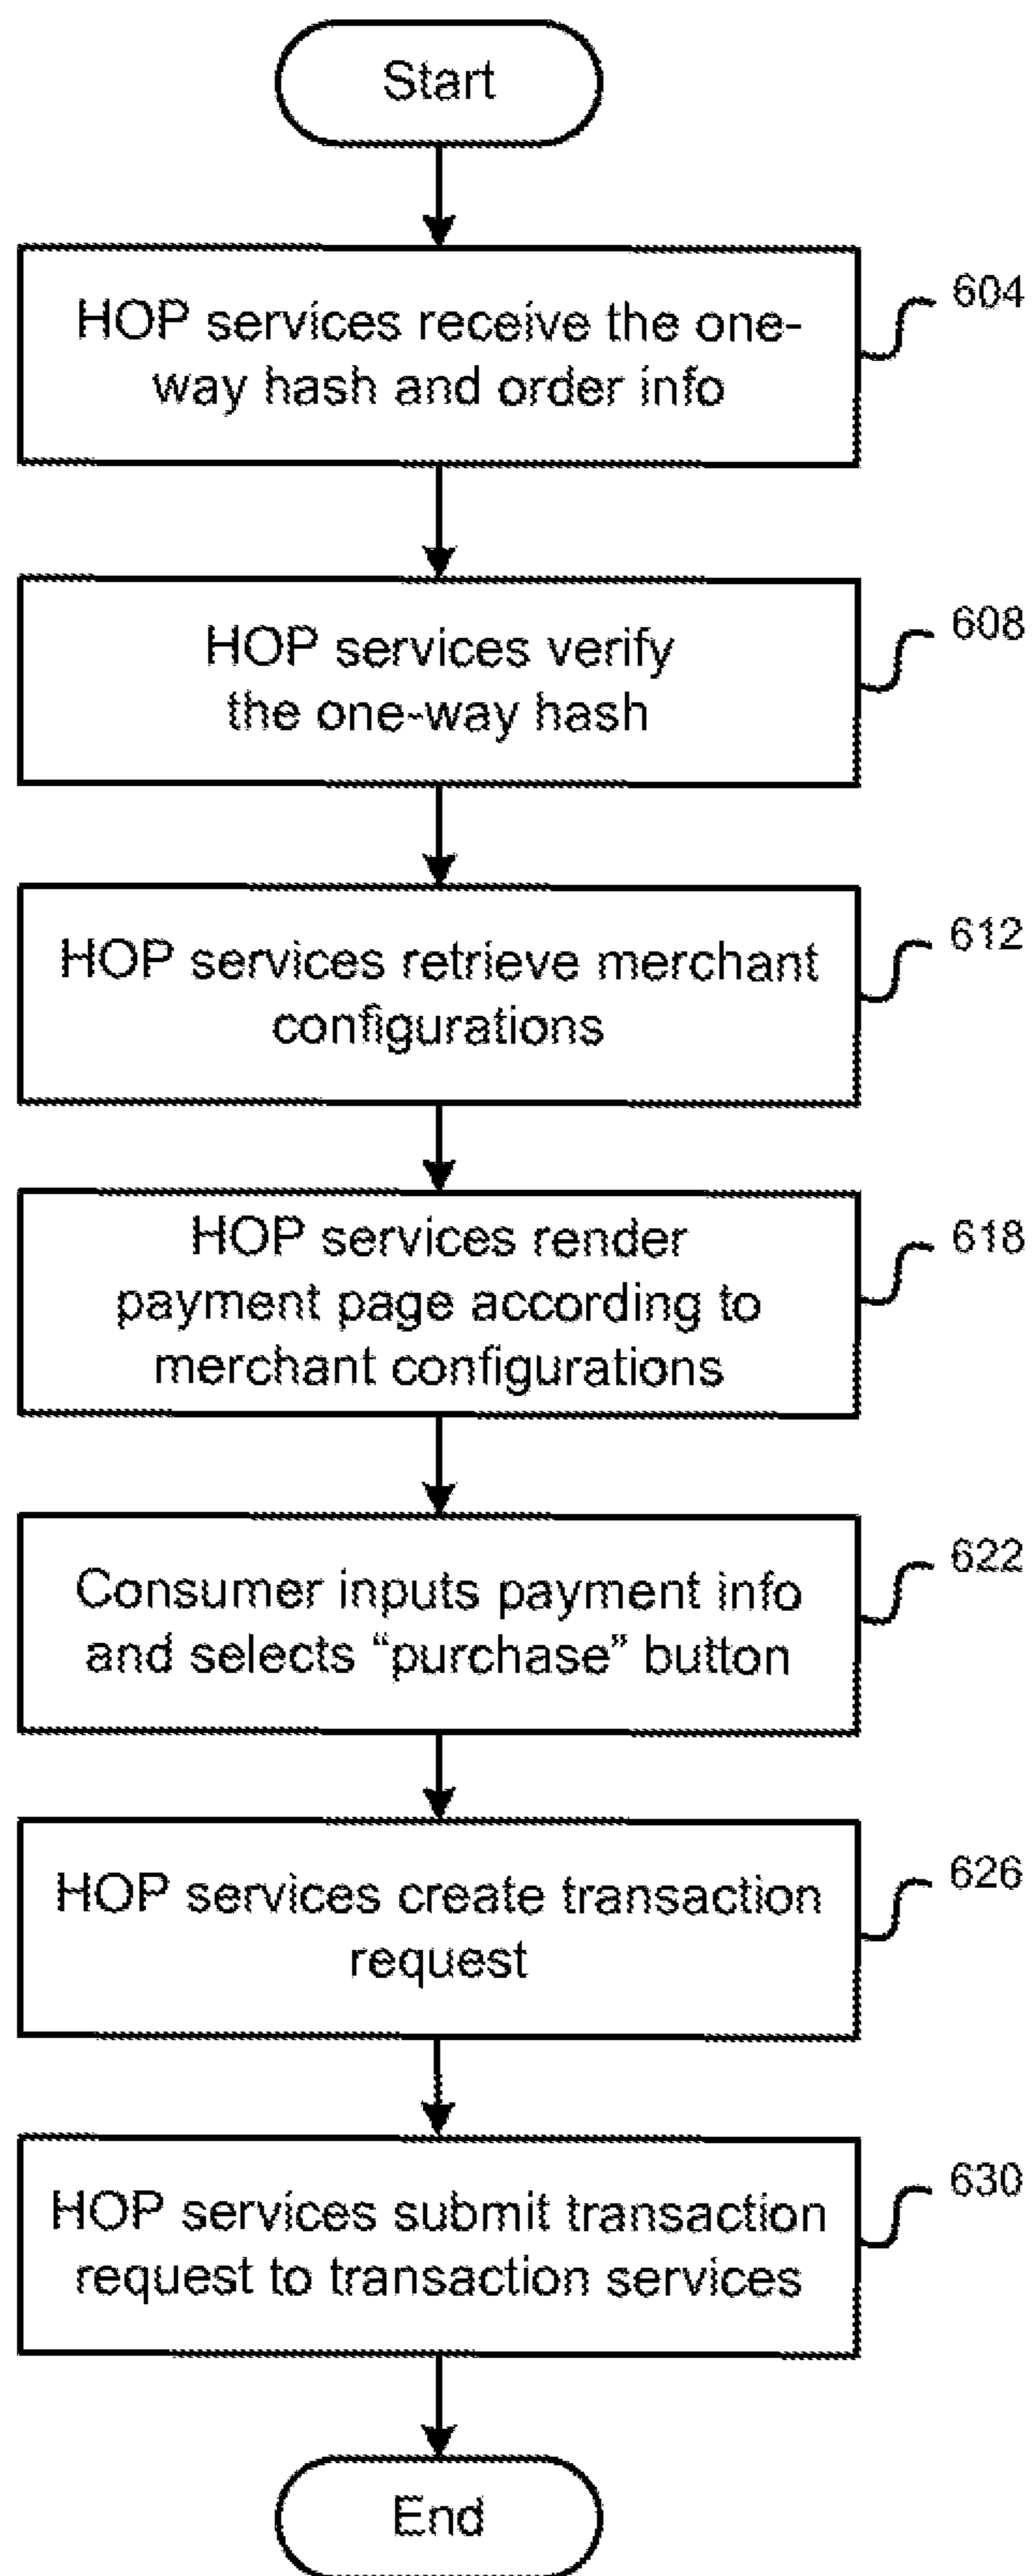 Start
HOP services receive the one-
way hash and order info
604
HOP services verify
the one-way hash
608
HOP services retrieve merchant
configurations
612
HOP services render
payment page according to
merchant configurations
618
Consumer inputs payment info
and selects “purchase” button
622
HOP services create transaction
request
626
HOP services submit transaction
request to transaction services
630
End